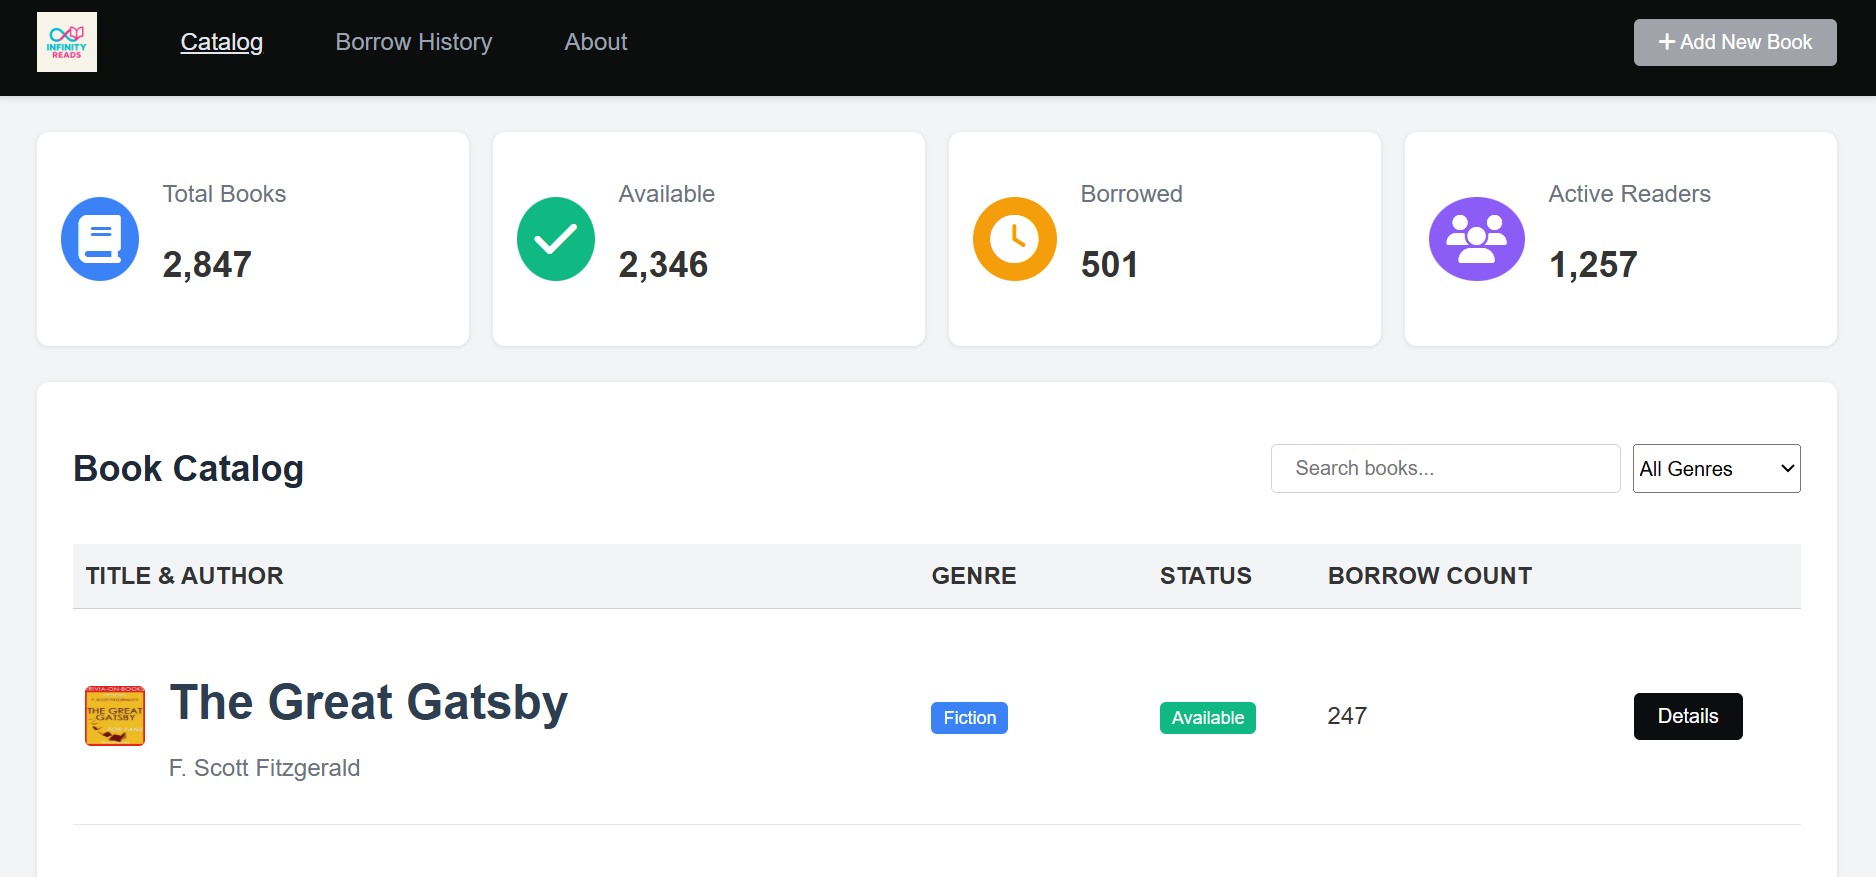 INFINITY
READS
Catalog
Borrow History
About
Add New Book
Total Books
2,847
Available
2,346
Borrowed
501
Active Readers
1,257
Book Catalog
Search books...
All Genres
TITLE & AUTHOR
GENRE
STATUS
BORROW COUNT
THE GREAT
GATSBY
The Great Gatsby
F. Scott Fitzgerald
Fiction
Available
247
Details